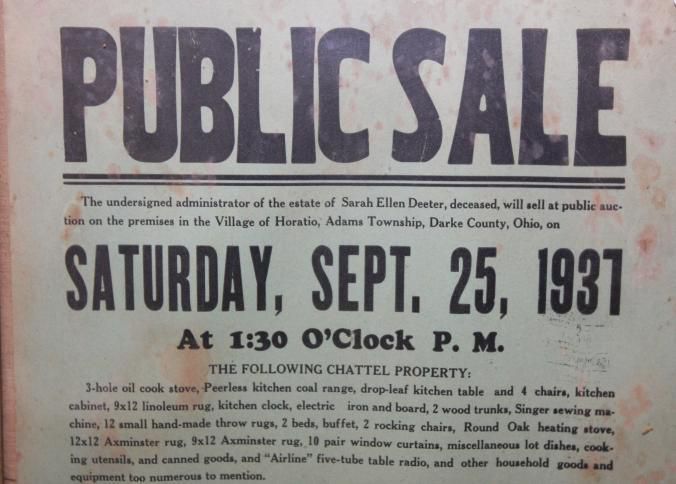 PUBLIC SALE
The undersigned administrator of the estate of Sarah Ellen Deeter, deceased, will sell at public auc-
tion on the premises in the Village of Horatio, Adams Township, Darke County, Ohio, on
SATURDAY, SEPT. 25, 1937
At 1:30 O'Clock P. M.
THE FOLLOWING CHATTEL PROPERTY:
3-hole oil cook stove, Peerless kitchen coal range, drop-leaf kitchen table and 4 chairs, kitchen
cabinet, 9x12 linoleum rug, kitchen clock, electric iron and board, 2 wood trunks, Singer sewing ma-
chine, 12 small hand-made throw rugs, 2 beds, buffet, 2 rocking chairs, Round Oak heating stove,
12x12 Axminster rug, 9x12 Axminster rug, 10 pair window curtains, miscellaneous lot dishes, cook-
ing utensils, and canned goods, and "Airline" five-tube table radio, and other household goods and
equipment too numerous to mention.